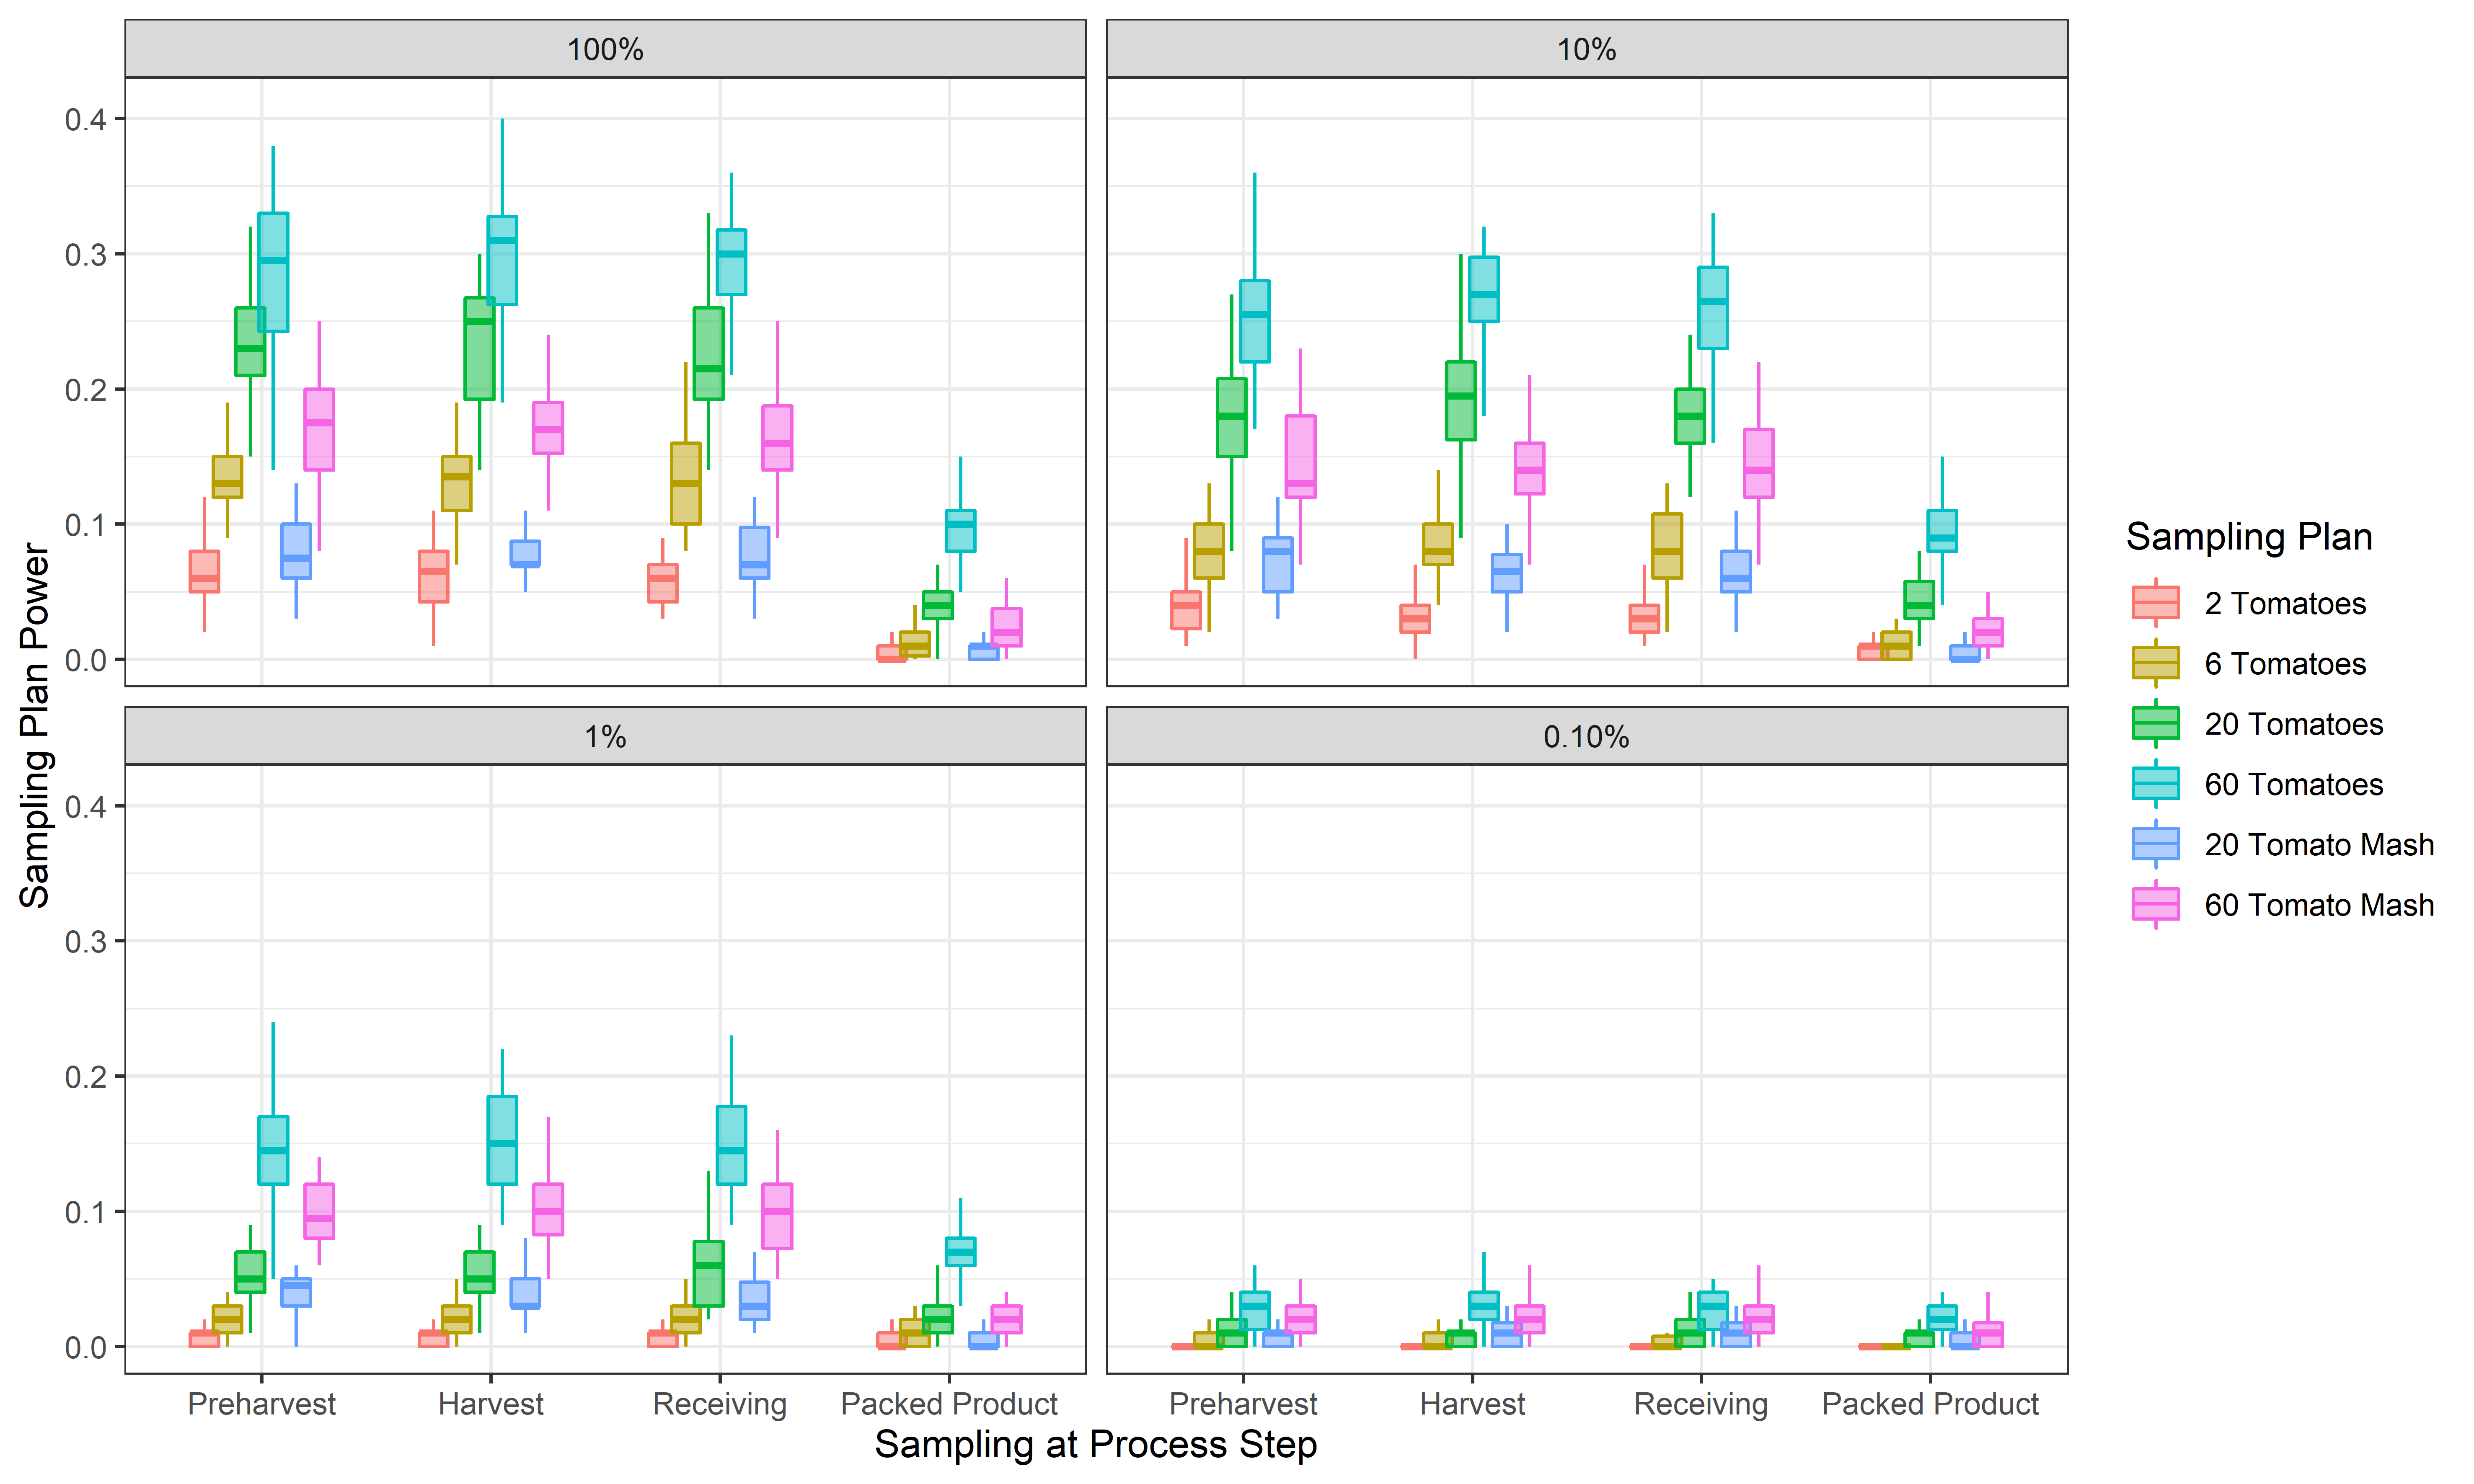 100%
10%
0.4
0.3
0.2
0.1
0.0
1%
0.10%
0.4
0.3
0.2
0.1
0.0
Preharvest
Harvest
Receiving
Packed Product
Preharvest
Harvest
Receiving
Packed Product
Sampling at Process Step
Sampling Plan Power
Sampling Plan
2 Tomatoes
6 Tomatoes
20 Tomatoes
60 Tomatoes
20 Tomato Mash
60 Tomato Mash